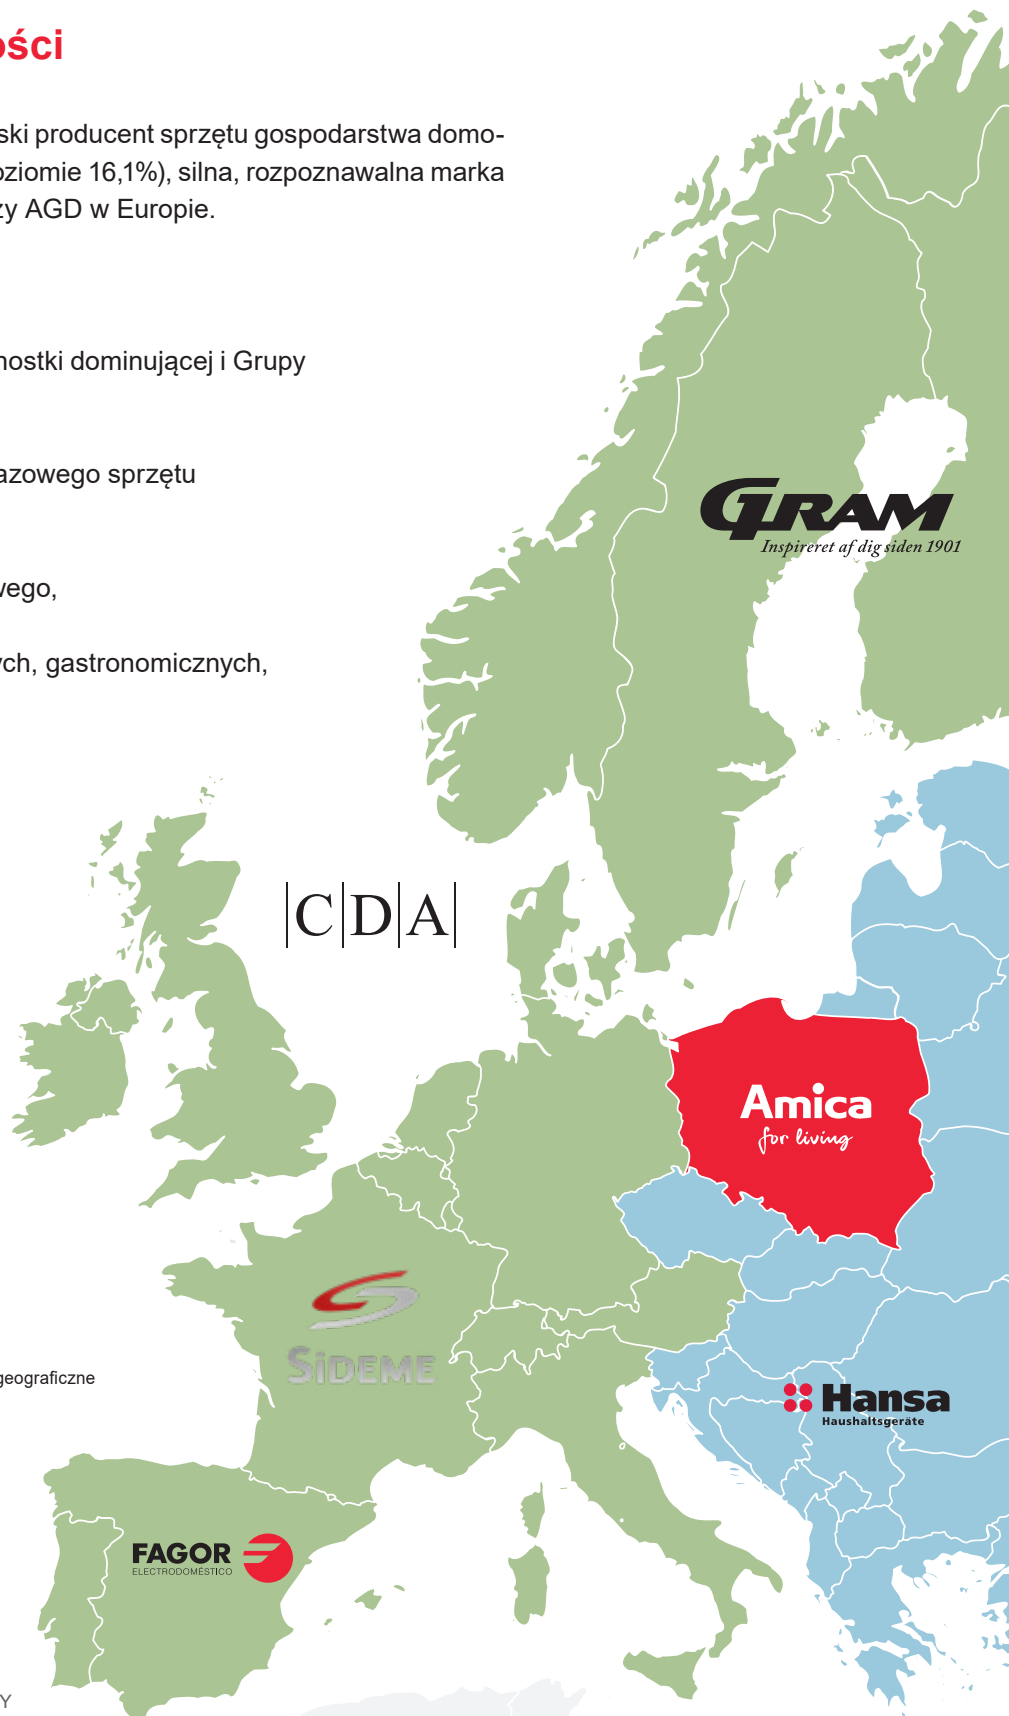 ości
ski producent sprzętu gospodarstwa domo-
oziomie 16,1%), silna, rozpoznawalna marka
zy AGD w Europie.
nostki dominującej i Grupy
azowego sprzętu
wego,
ych, gastronomicznych,
GRAM
Inspireret af dig siden 1901
CDA
Amica
for living
SIDEME
geograficzne
Hansa
Haushaltsgeräte
FAGOR
ELECTRODOMÉSTICO
Y